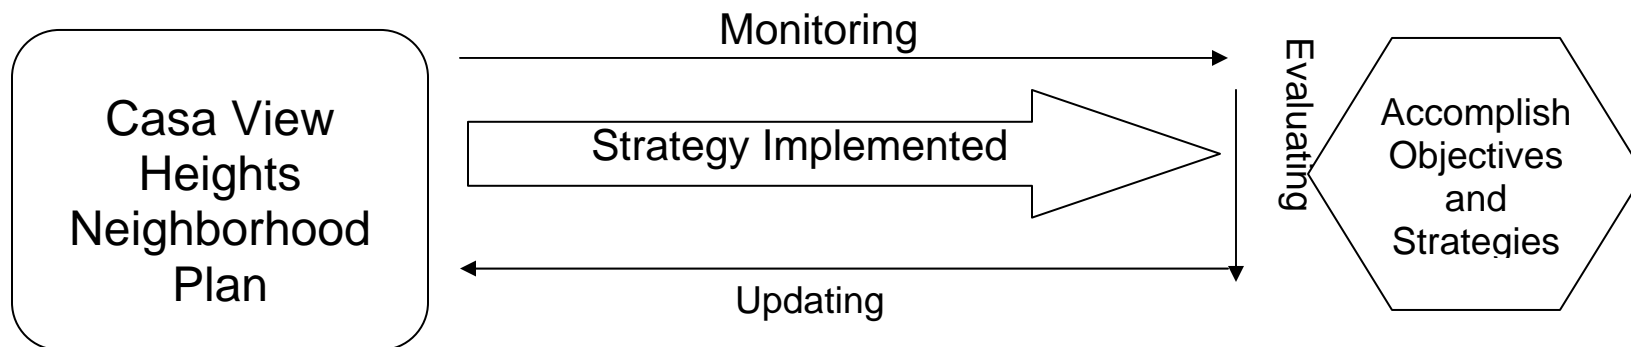 Casa View
Heights
Neighborhood
Plan
Monitoring
Strategy Implemented
Updating
Evaluating
Accomplish
Objectives
and
Strategies